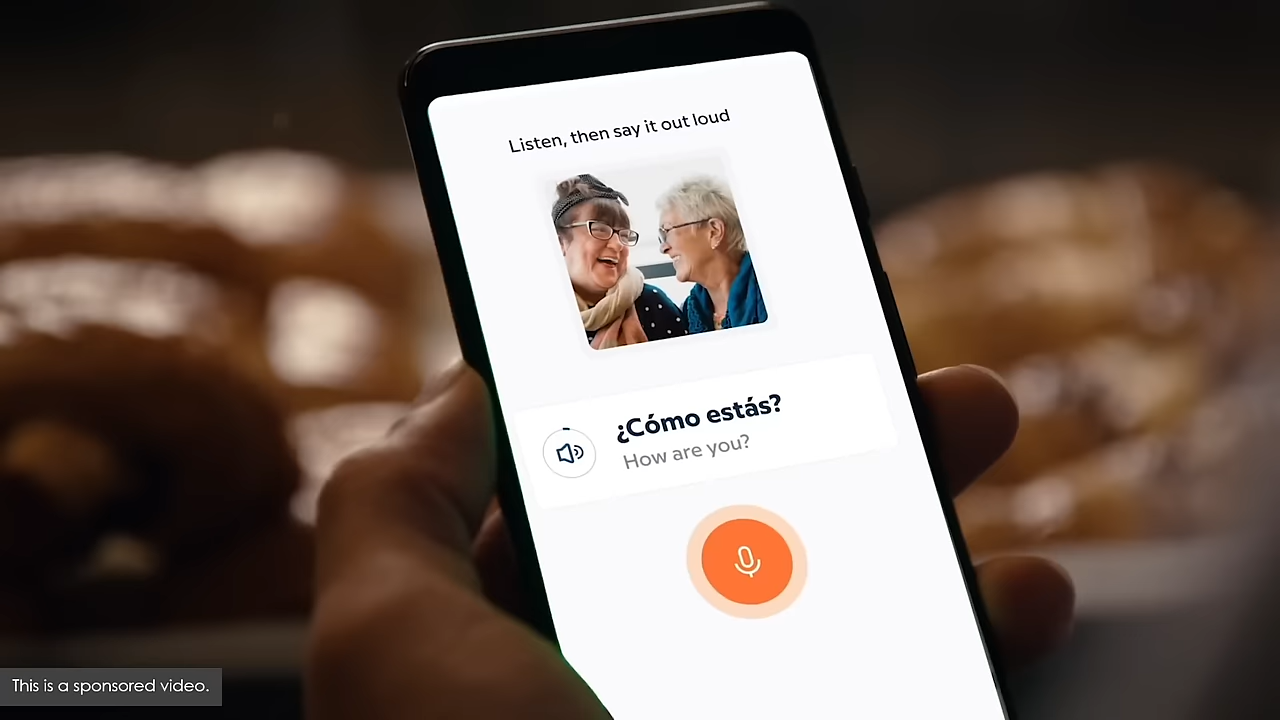 Listen, then say it out loud
¿Cómo estás?
How are you?
This is a sponsored video.